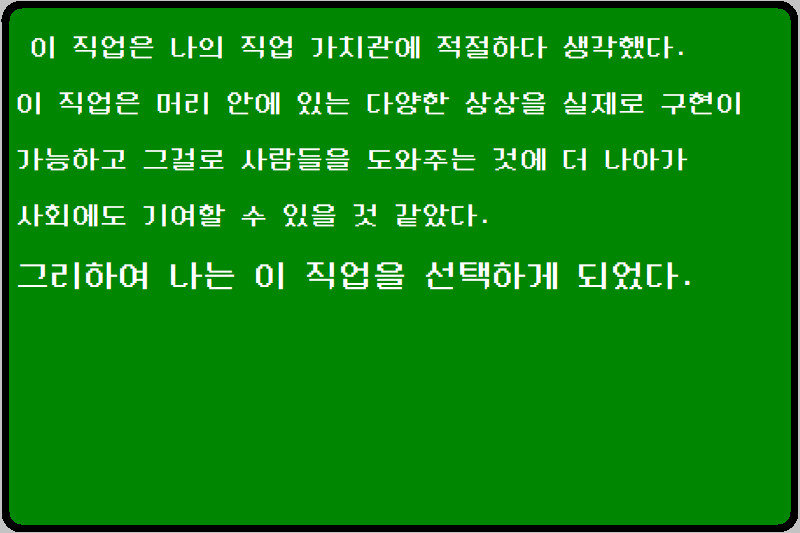 이 직업은 나의 직업 가치관에 적절하다 생각했다.
이 직업은 머리 안에 있는 다양한 상상을 실제로 구현이
가능하고 그걸로 사람들을 도와주는 것에 더 나아가
사회에도 기여할 수 있을 것 같았다.
그리하여 나는 이 직업을 선택하게 되었다.